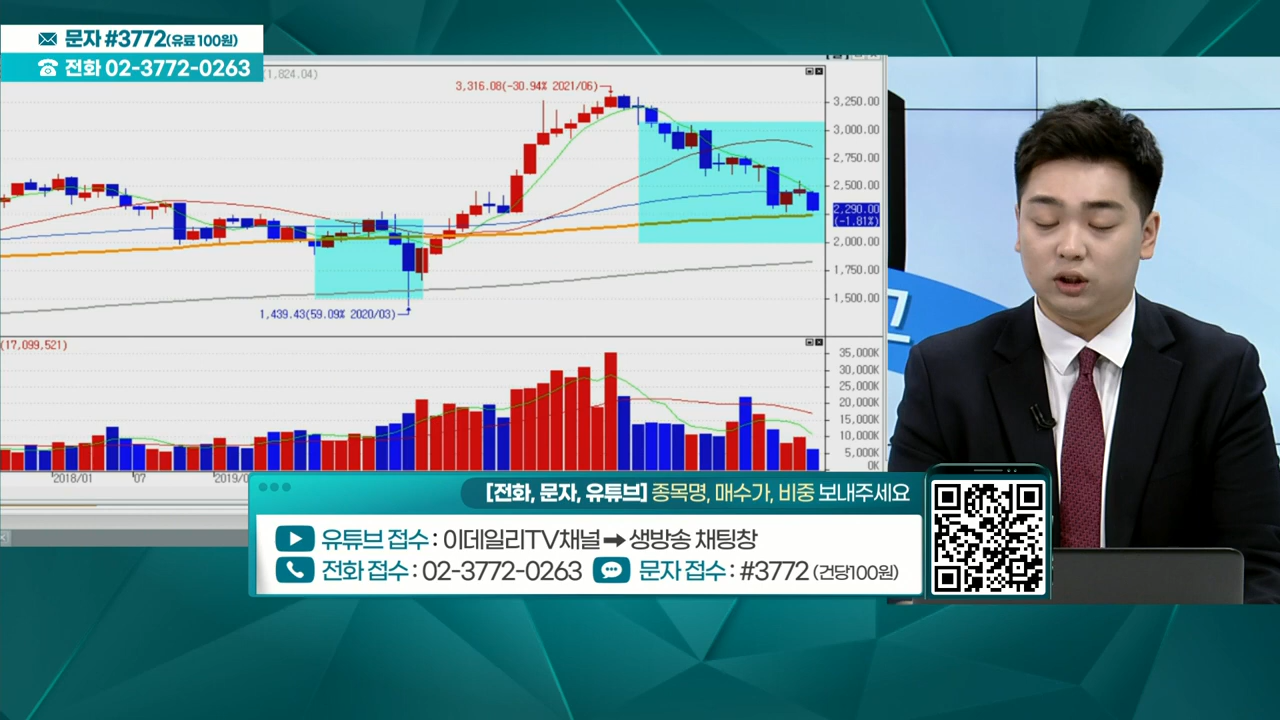 문자 #3772(유료 100원)
전화 02-3772-0263
(1,824.04)
3,316.08(-30.94% 2021/06)
3,250.00
3,000.00
2,750.00
2,500.00
2,290.00
(-1.81%)
2,000.00
1,750.00
1,500.00
1,439.43(59.09% 2020/03)
(17,099,521)
35,000K
30,000K
25,000K
20,000K
15,000K
10,000K
5,000K
0K
2018/01
07
2019/0
고
[전화, 문자, 유튜브] 종목명, 매수가, 비중 보내주세요
유튜브 접수 : 이데일리TV채널 ➡ 생방송 채팅창
전화 접수 : 02-3772-0263 문자 접수 : #3772 (건당100원)